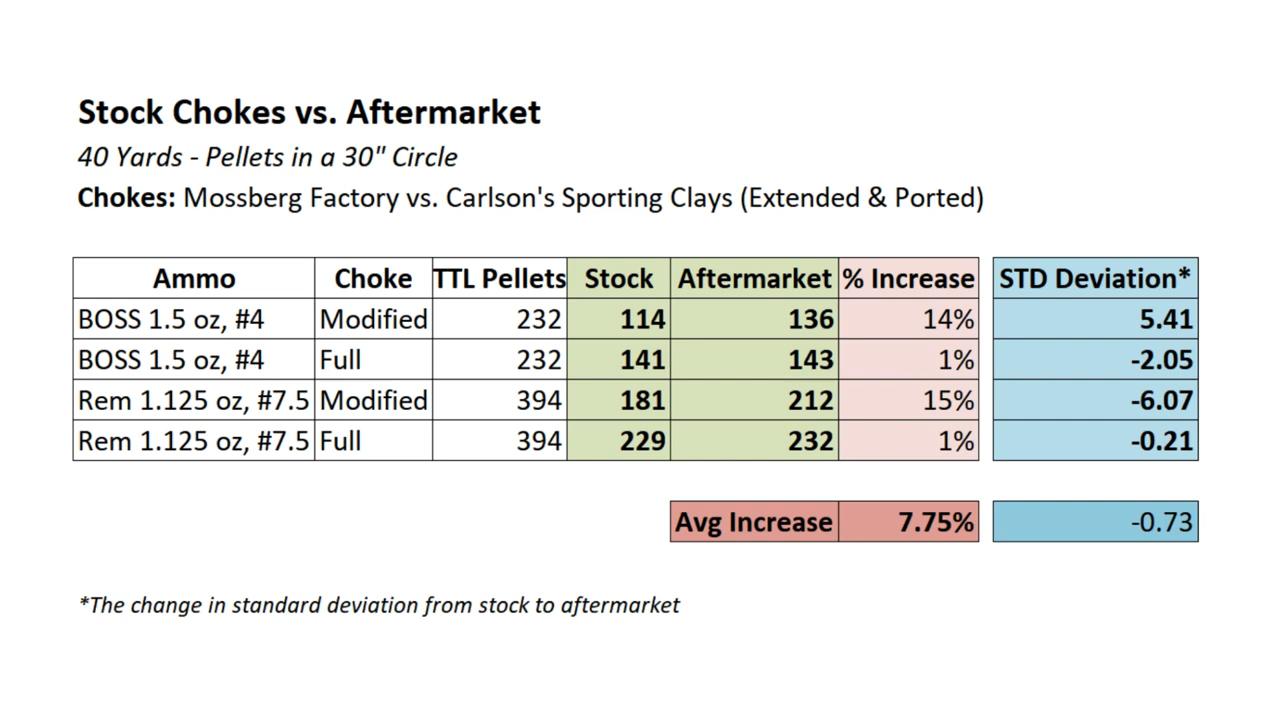 Stock Chokes vs. Aftermarket
40 Yards - Pellets in a 30" Circle
Chokes: Mossberg Factory vs. Carlson's Sporting Clays (Extended & Ported)
Ammo Choke TTL Pellets Stock Aftermarket % Increase STD Deviation*
BOSS 1.5 oz, #4 Modified 232 114 136 14% 5.41
BOSS 1.5 oz, #4 Full 232 141 143 1% -2.05
Rem 1.125 oz, #7.5 Modified 394 181 212 15% -6.07
Rem 1.125 oz, #7.5 Full 394 229 232 1% -0.21
Avg Increase 7.75% -0.73
*The change in standard deviation from stock to aftermarket